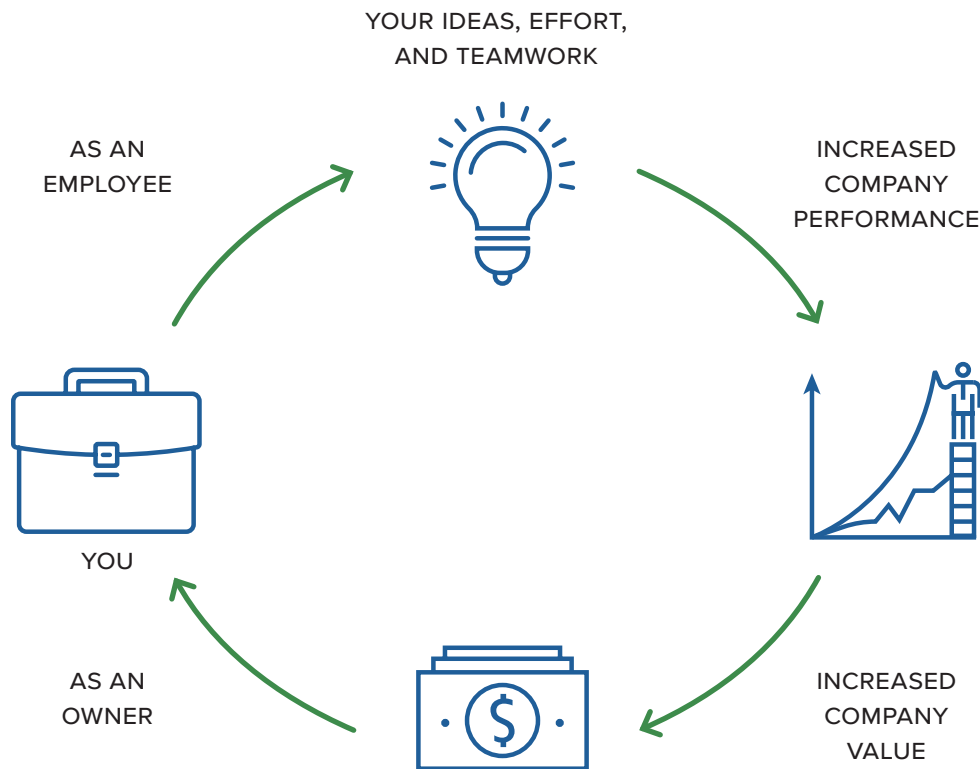 YOUR IDEAS, EFFORT,
AND TEAMWORK
AS AN
EMPLOYEE
INCREASED
COMPANY
PERFORMANCE
YOU
AS AN
OWNER
$
INCREASED
COMPANY
VALUE